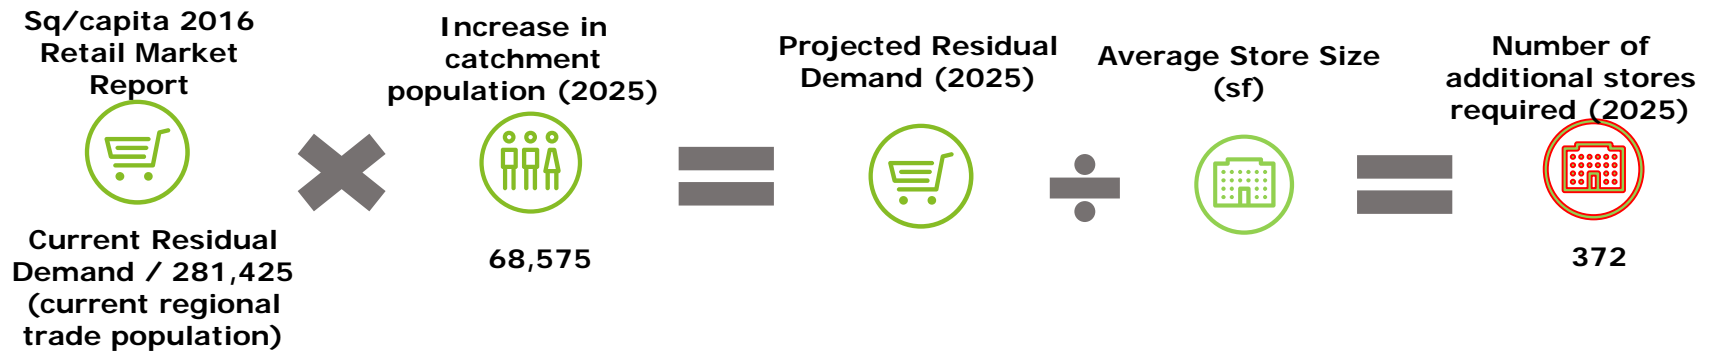 Sq/capita 2016
Retail Market
Report
Current Residual
Demand / 281,425
(current regional
trade population)
Increase in
catchment
population (2025)
68,575
Projected Residual
Demand (2025)
Average Store Size
(sf)
Number of
additional stores
required (2025)
372